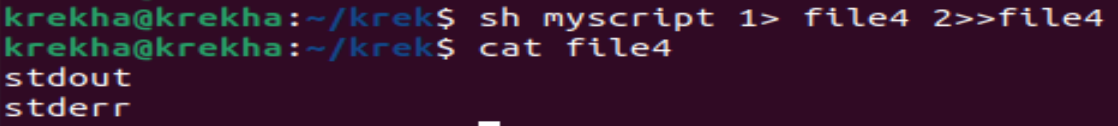 krekha@krekha:~/krek$ sh myscript 1> file4 2>>file4
krekha@krekha:~/krek$ cat file4
stdout
stderr